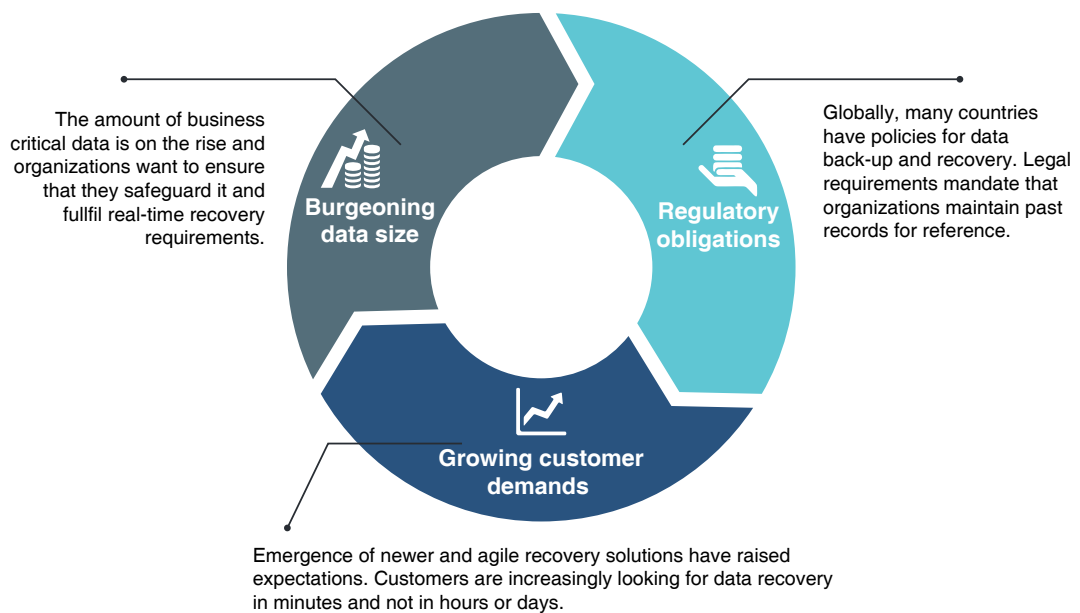 The amount of business
critical data is on the rise and
organizations want to ensure
that they safeguard it and
fullfil real-time recovery
requirements.
Burgeoning
data size
Globally, many countries
have policies for data
back-up and recovery. Legal
requirements mandate that
organizations maintain past
records for reference.
Regulatory
obligations
Growing customer
demands
Emergence of newer and agile recovery solutions have raised
expectations. Customers are increasingly looking for data recovery
in minutes and not in hours or days.